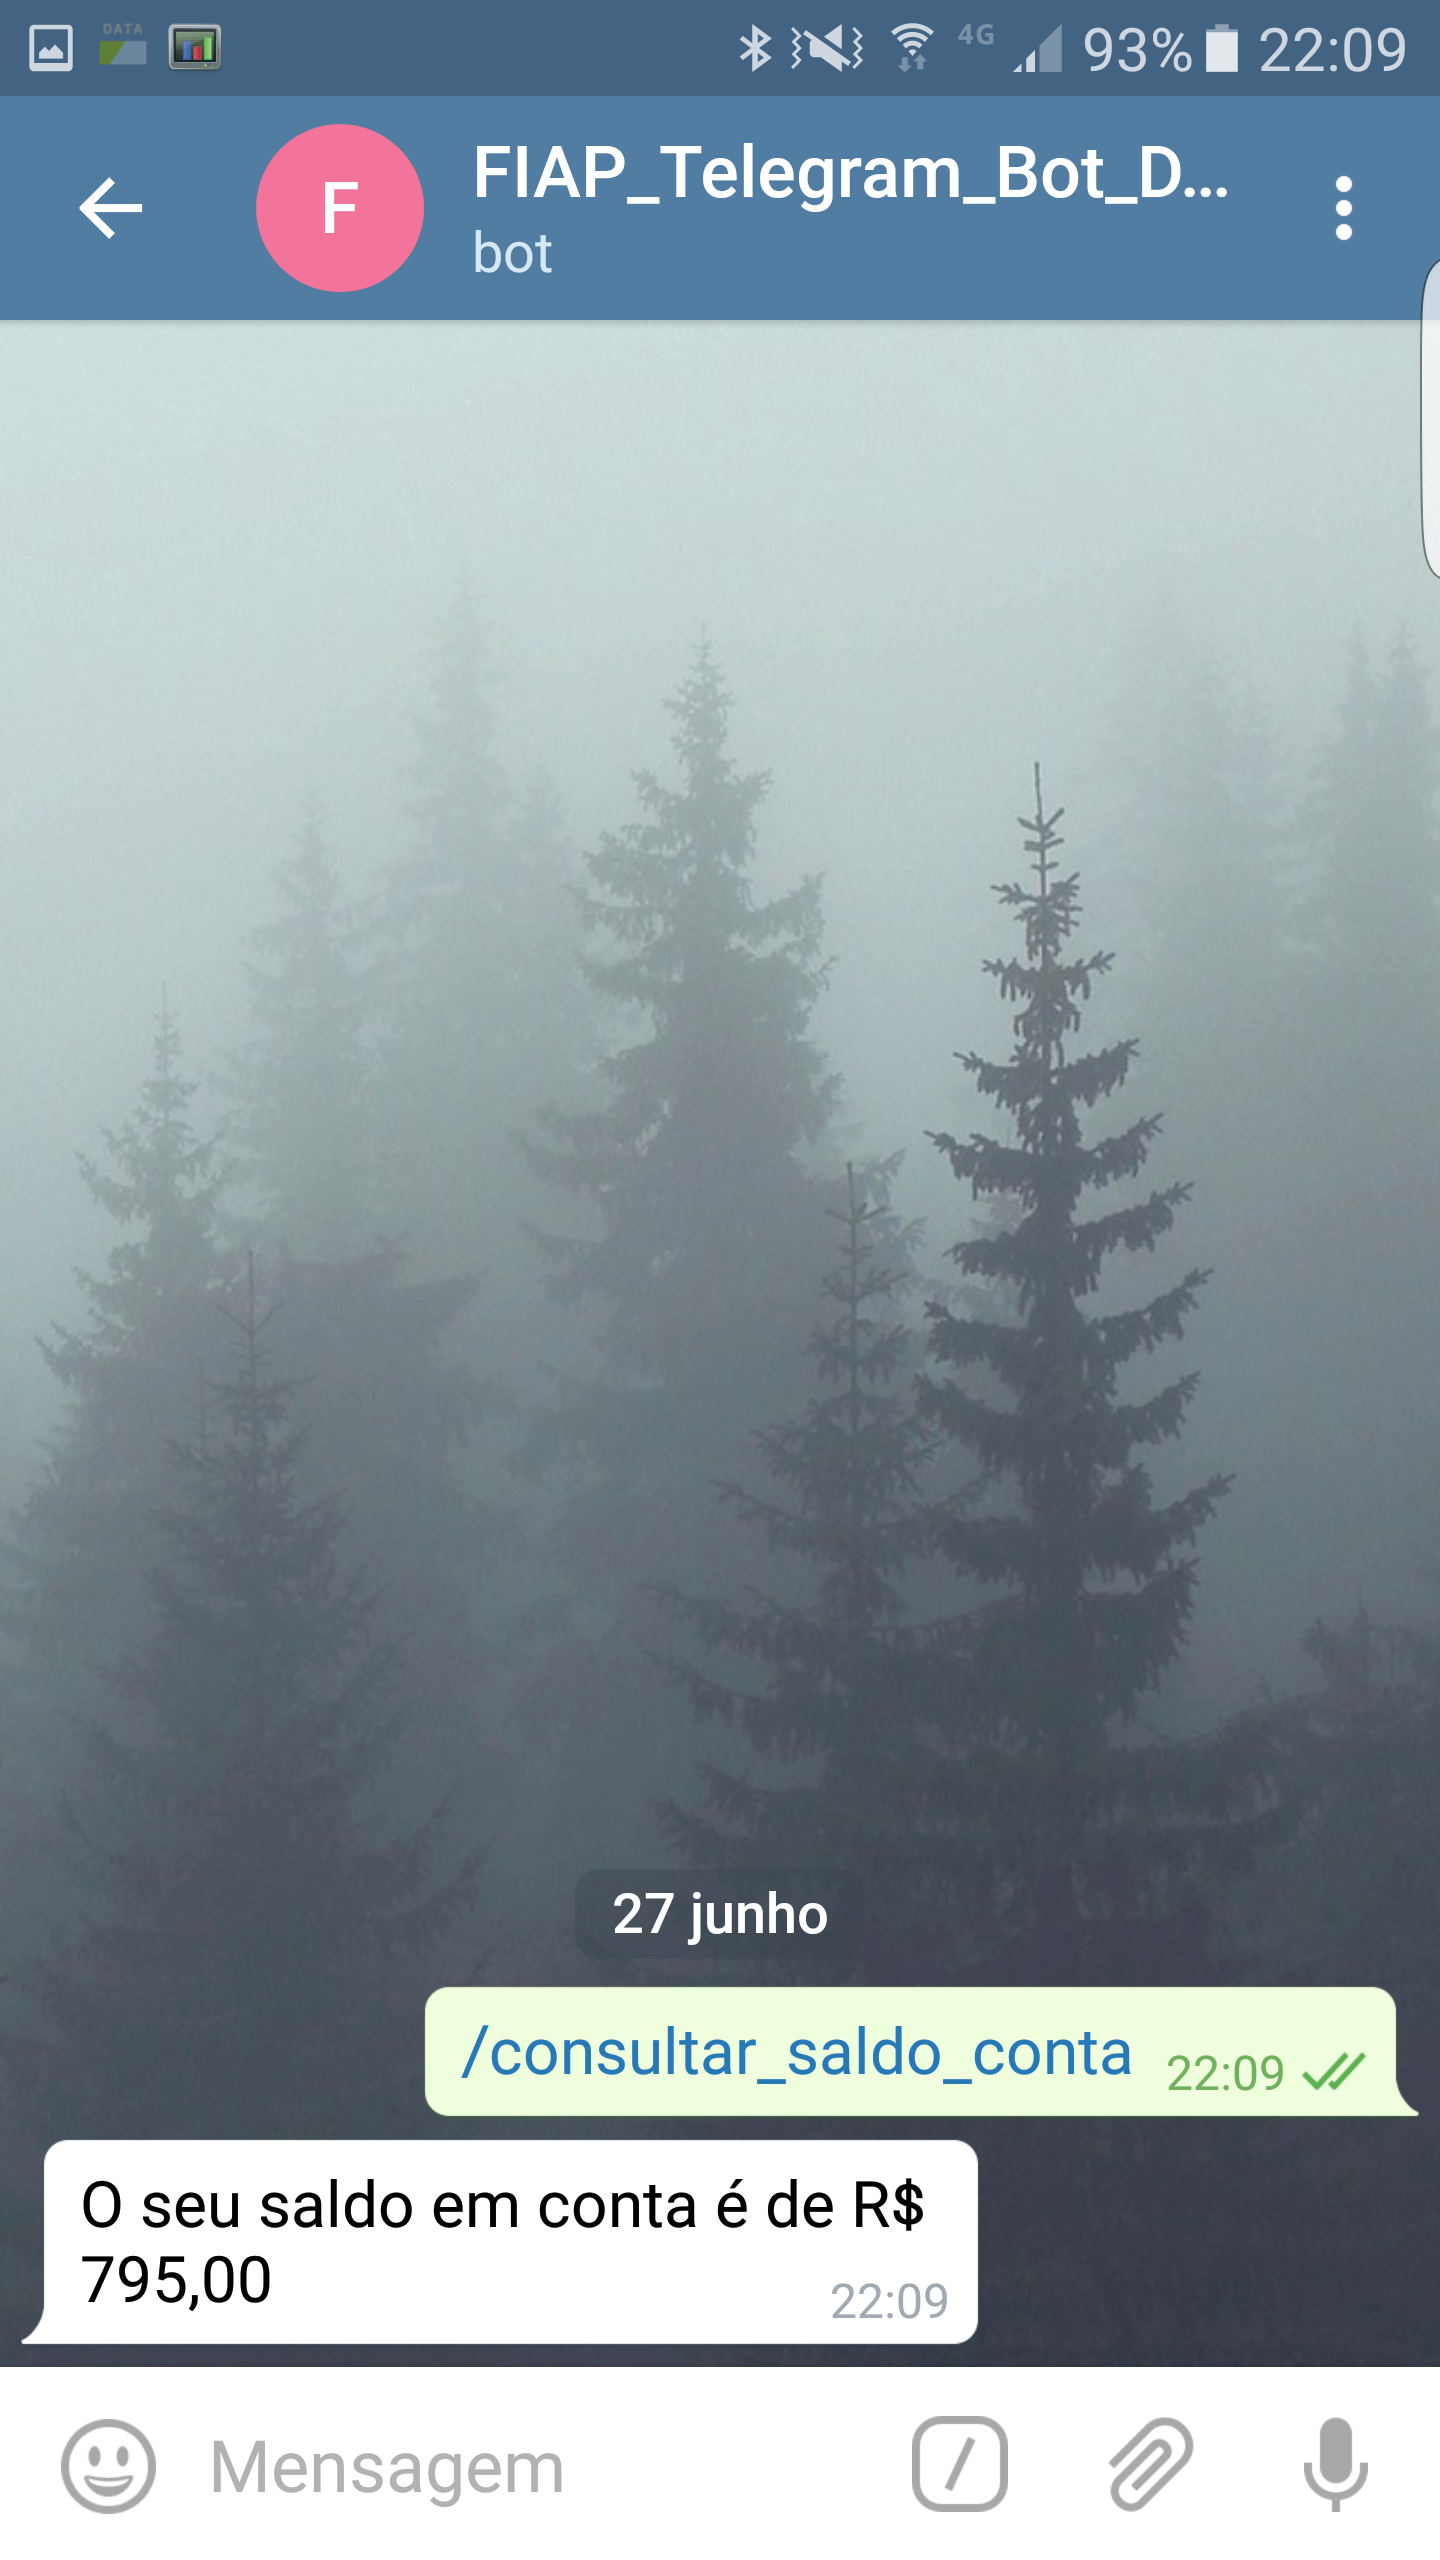 DATA
4G
93%
22:09
F
FIAP_Telegram_Bot_D...
bot
27 junho
/consultar_saldo_conta
22:09
O seu saldo em conta é de R$
795,00
22:09
Mensagem